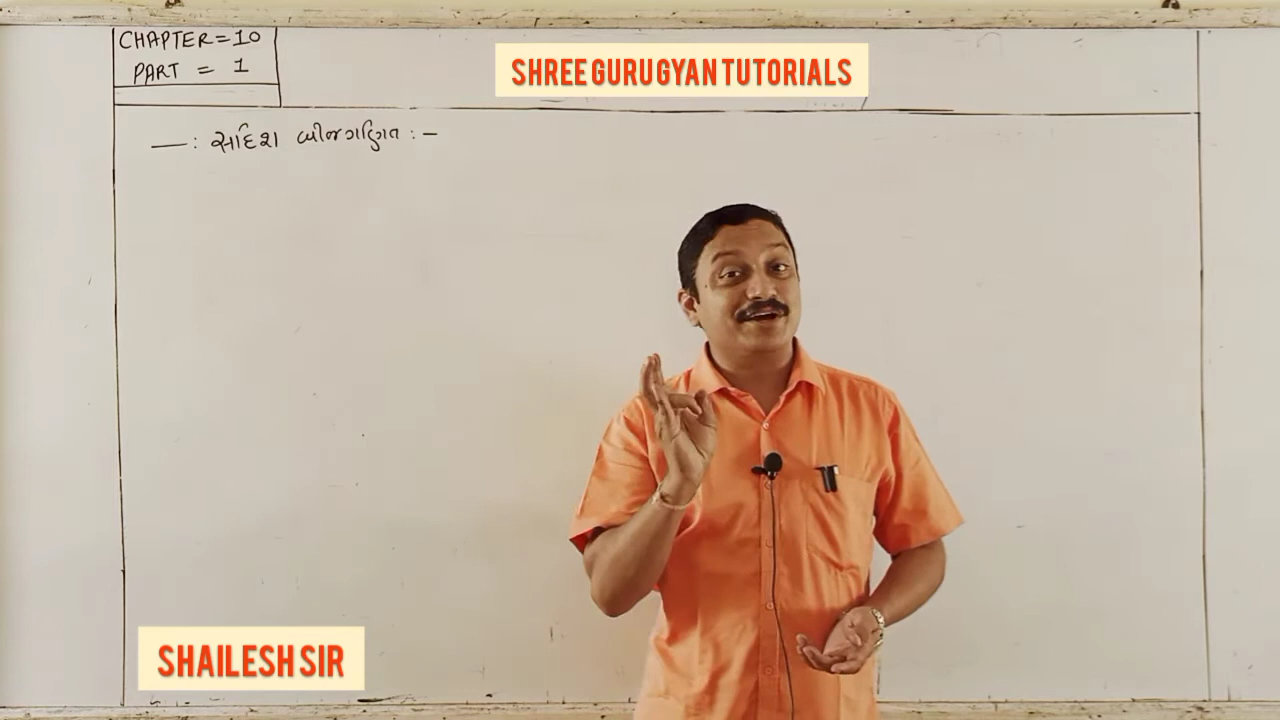 CHAPTER=10
PART = 1
SHREE GURU GYAN TUTORIALS
—: સદિશ બીજગણિત :-
SHAILESH SIR